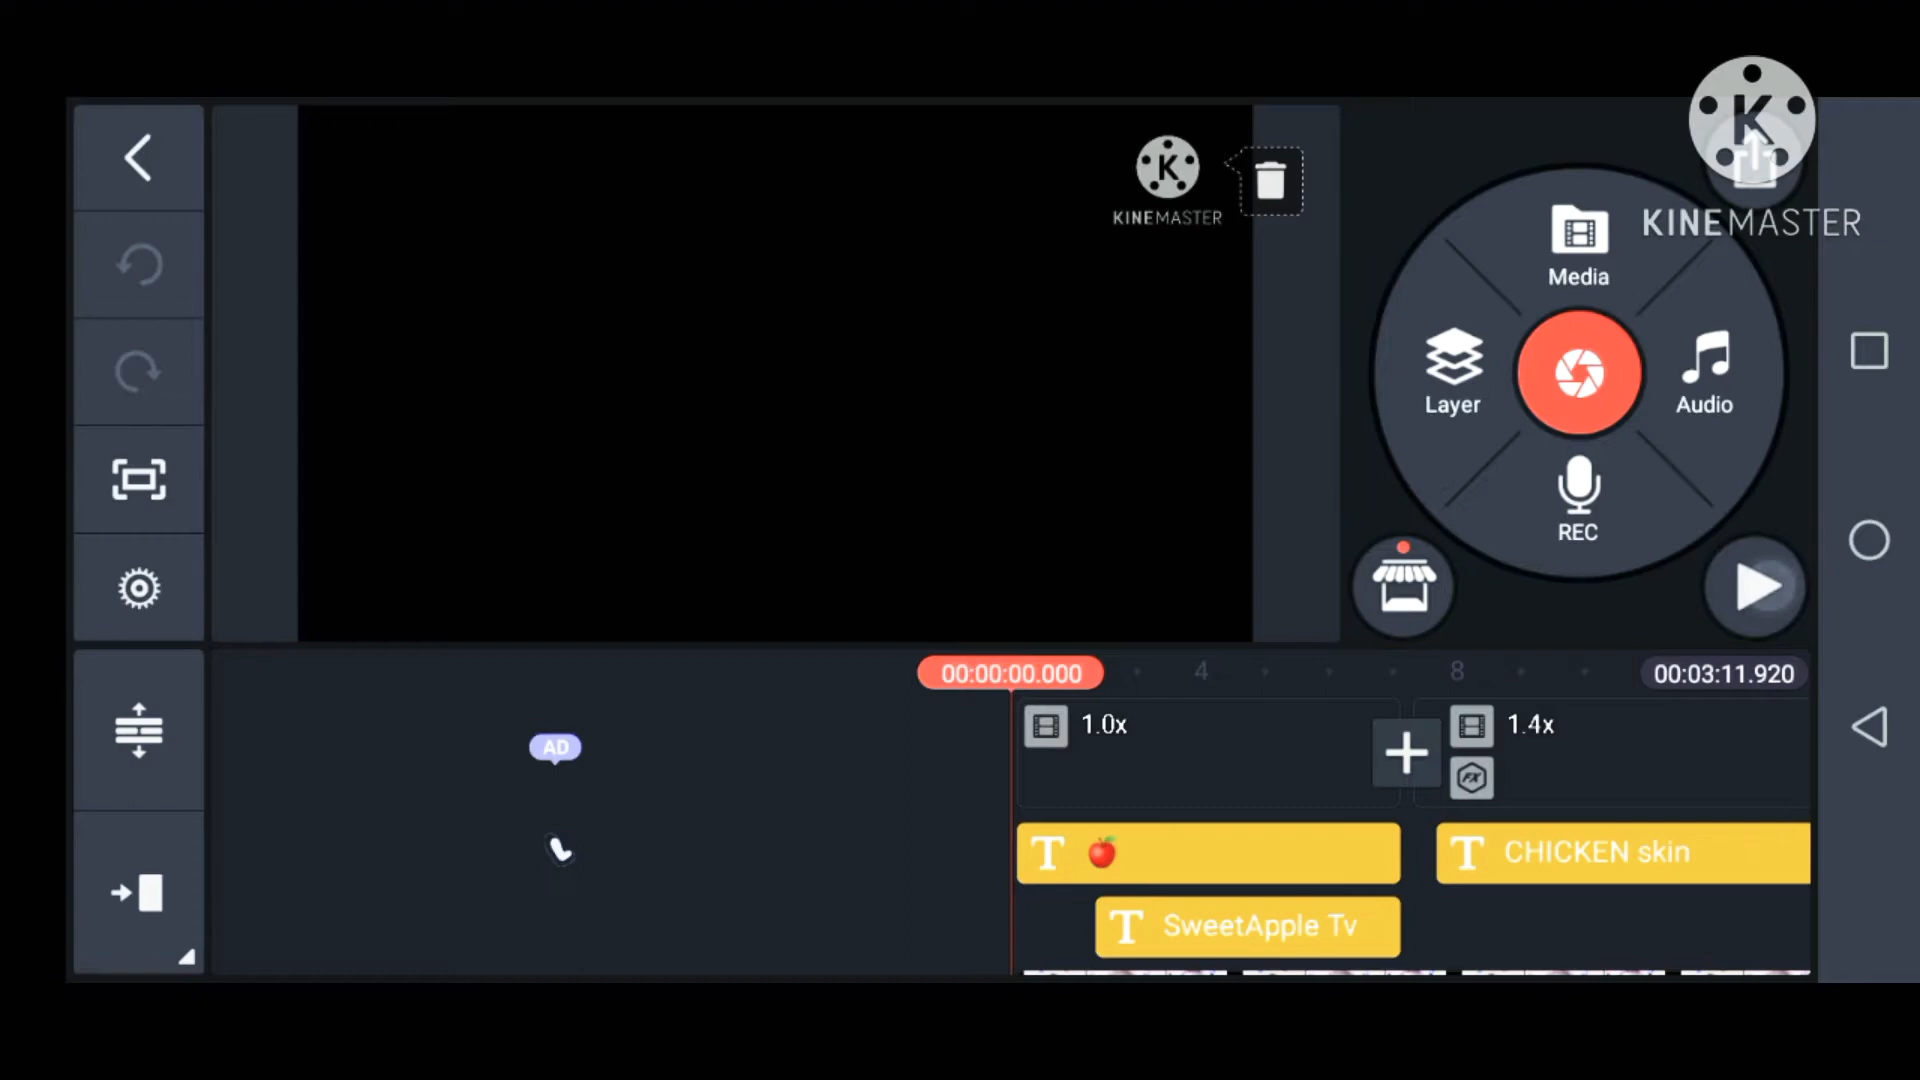 K
KINEMASTER
K
KINEMASTER
Media
Layer
Audio
REC
00:00:00.000
4
8
00:03:11.920
AD
1.0x
1.4x
FX
T 🍎
T CHICKEN skin
T SweetApple Tv